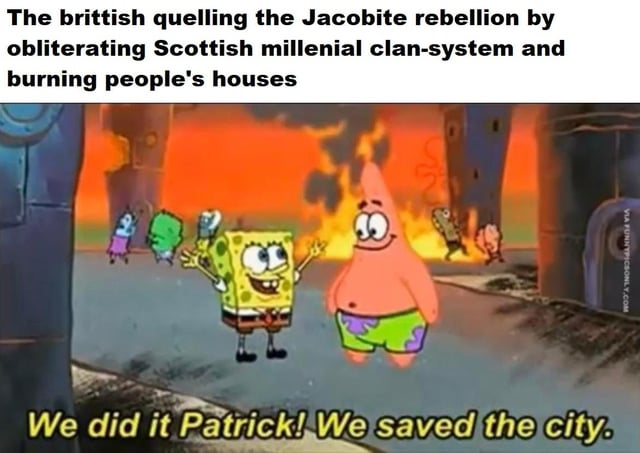 The brittish quelling the Jacobite rebellion by
obliterating Scottish millenial clan-system and
burning people's houses
VIA FUNNYPICSONLY.COM
We did it Patrick! We saved the city.